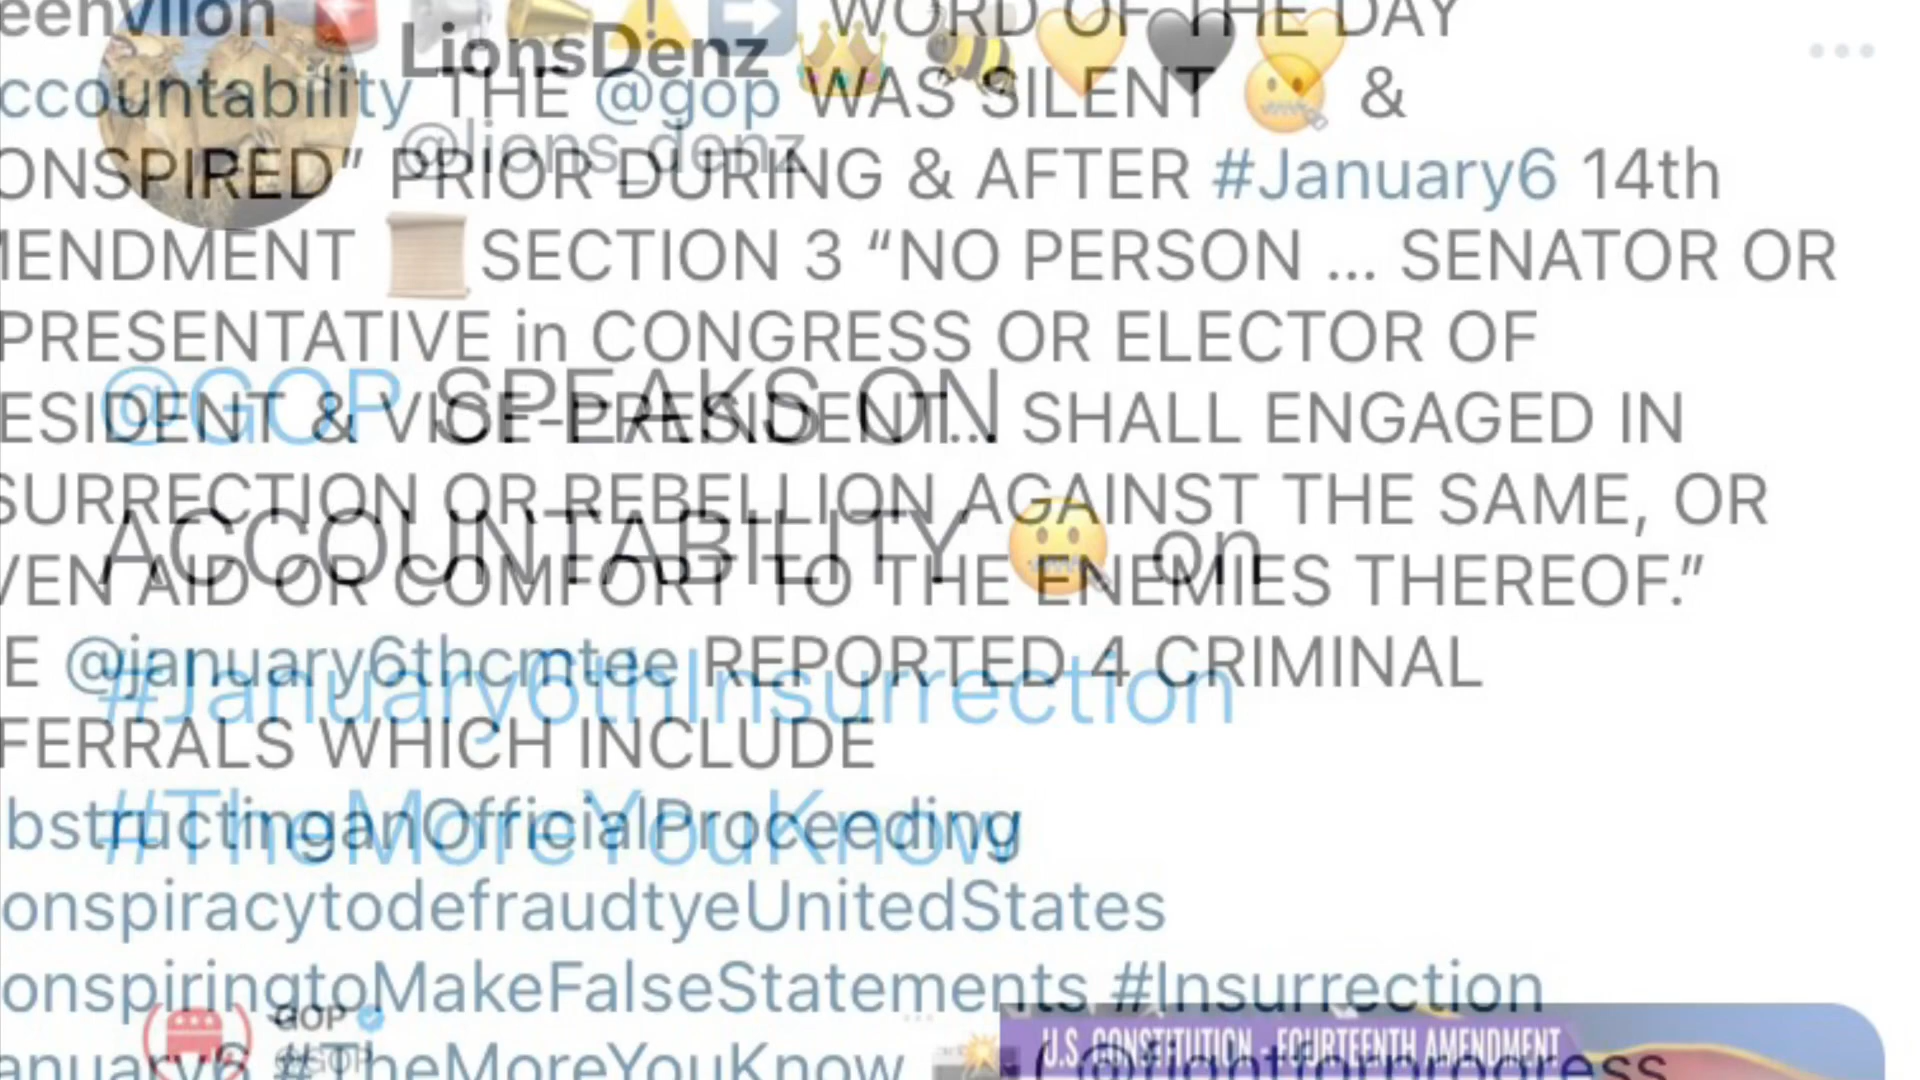 eenvilon WORD OF THE DAY
ccountability THE @gop WAS SILENT &
ONSPIRED” PRIOR DURING & AFTER #January6 14th
MENDMENT SECTION 3 “NO PERSON ... SENATOR OR
PRESENTATIVE in CONGRESS OR ELECTOR OF
ESIDENT & VICE-PRESIDENT... SHALL ENGAGED IN
SURRECTION OR REBELLION AGAINST THE SAME, OR
VEN AID OR COMFORT TO THE ENEMIES THEREOF.”
E @january6thcmtee REPORTED 4 CRIMINAL
FERRALS WHICH INCLUDE
bstructinganOfficialProceeding
onspiracytodefraudtyeUnitedStates
onspiringtoMakeFalseStatements #Insurrection
anuary6 #TheMoreYouKnow (@fightforprogress
LionsDenz
@lions_denz
@GOP SPEAKS ON
ACCOUNTABILITY on
#January6thInsurrection
#TheMoreYouKnow
GOP
@GOP
U.S. CONSTITUTION - FOURTEENTH AMENDMENT